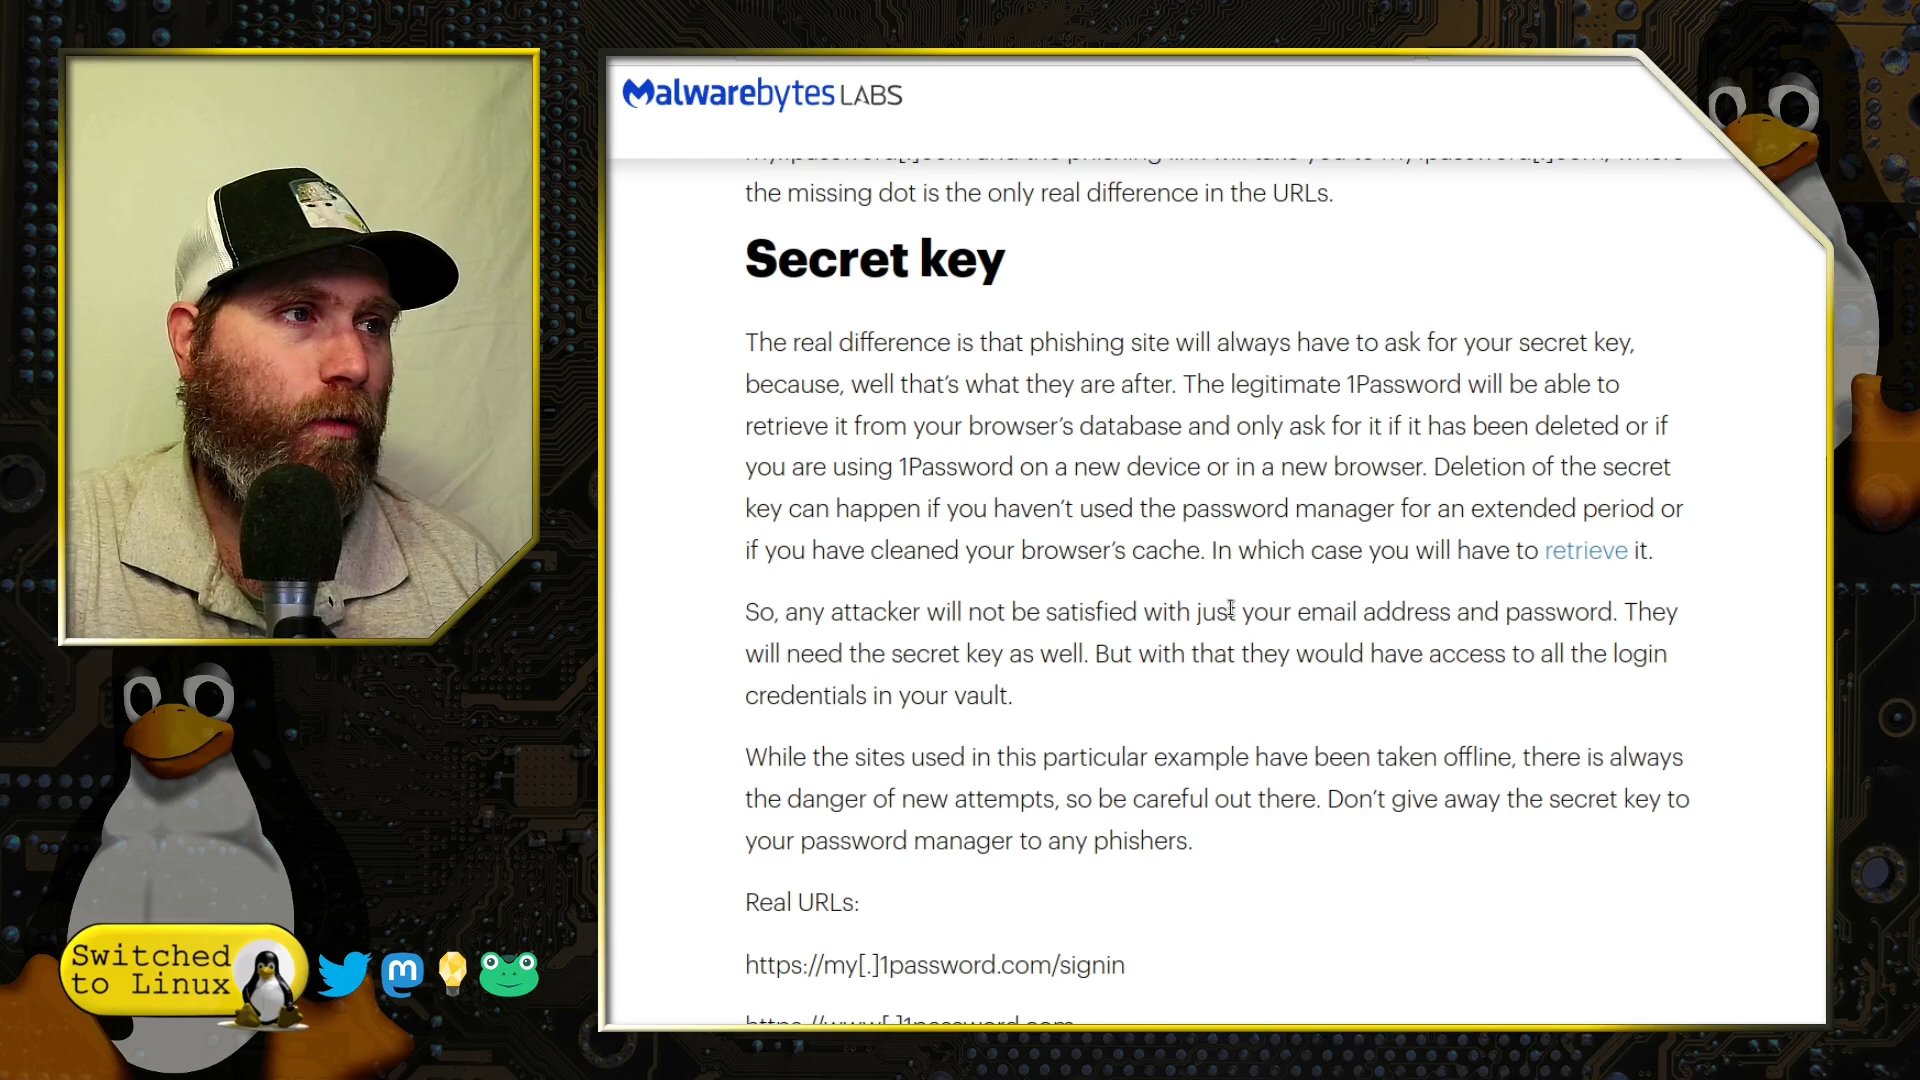 Malwarebytes LABS
the missing dot is the only real difference in the URLs.
Secret key
The real difference is that phishing site will always have to ask for your secret key,
because, well that's what they are after. The legitimate 1Password will be able to
retrieve it from your browser's database and only ask for it if it has been deleted or if
you are using 1Password on a new device or in a new browser. Deletion of the secret
key can happen if you haven't used the password manager for an extended period or
if you have cleaned your browser's cache. In which case you will have to retrieve it.
So, any attacker will not be satisfied with just your email address and password. They
will need the secret key as well. But with that they would have access to all the login
credentials in your vault.
While the sites used in this particular example have been taken offline, there is always
the danger of new attempts, so be careful out there. Don't give away the secret key to
your password manager to any phishers.
Real URLs:
https://my[.]1password.com/signin
https://www[.]1password.com
Switched
to Linux